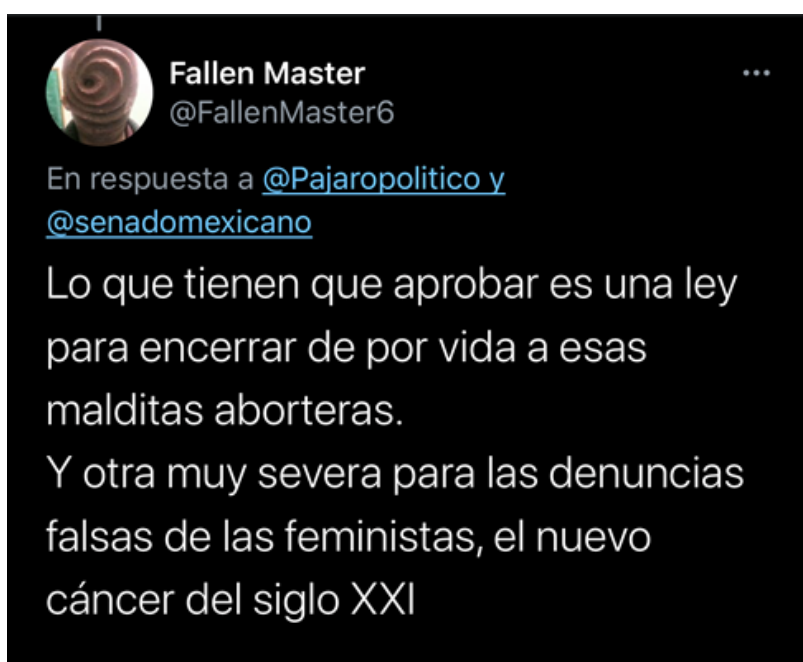 Fallen Master
@FallenMaster6
En respuesta a @Pajaropolitico y
@senadomexicano
Lo que tienen que aprobar es una ley
para encerrar de por vida a esas
malditas aborteras.
Y otra muy severa para las denuncias
falsas de las feministas, el nuevo
cáncer del siglo XXI